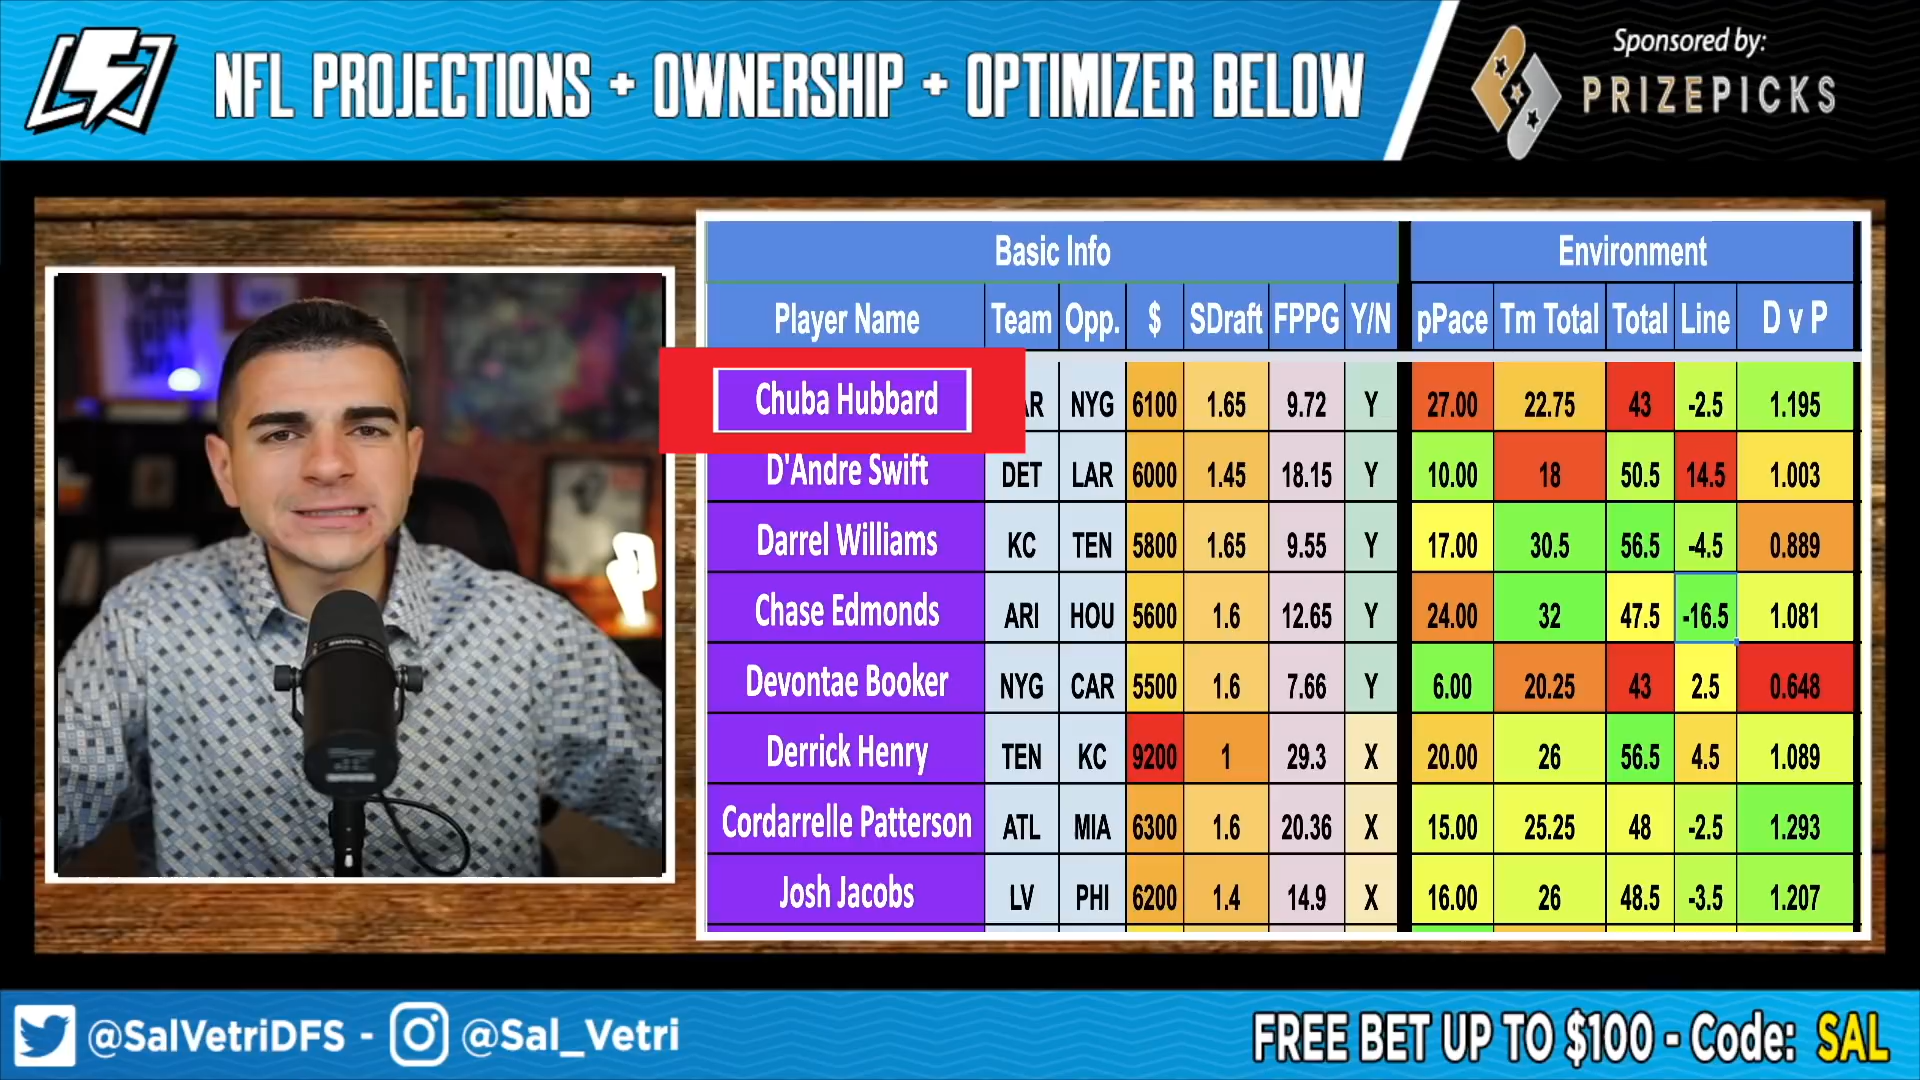 NFL PROJECTIONS + OWNERSHIP + OPTIMIZER BELOW
Sponsored by:
PRIZEPICKS
Basic Info Environment
Player Name Team Opp. $ SDraft FPPG Y/N pPace Tm Total Total Line D v P
Chuba Hubbard NYG 6100 1.65 9.72 Y 27.00 22.75 43 -2.5 1.195
D'Andre Swift DET LAR 6000 1.45 18.15 Y 10.00 18 50.5 14.5 1.003
Darrel Williams KC TEN 5800 1.65 9.55 Y 17.00 30.5 56.5 -4.5 0.889
Chase Edmonds ARI HOU 5600 1.6 12.65 Y 24.00 32 47.5 -16.5 1.081
Devontae Booker NYG CAR 5500 1.6 7.66 Y 6.00 20.25 43 2.5 0.648
Derrick Henry TEN KC 9200 1 29.3 X 20.00 26 56.5 4.5 1.089
Cordarrelle Patterson ATL MIA 6300 1.6 20.36 X 15.00 25.25 48 -2.5 1.293
Josh Jacobs LV PHI 6200 1.4 14.9 X 16.00 26 48.5 -3.5 1.207
@SalVetriDFS - @Sal_Vetri
FREE BET UP TO $100 - Code: SAL